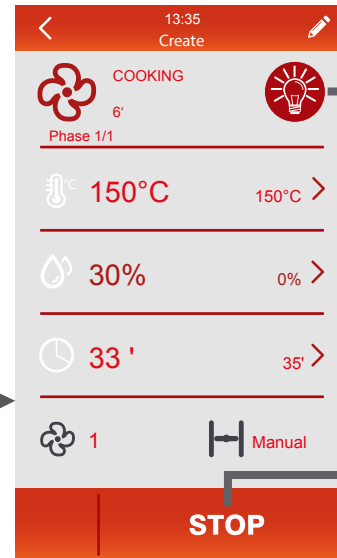 13:35
Create
COOKING
6'
Phase 1/1
°C 150°C 150°C
30% 0%
33 ' 35'
1 Manual
STOP